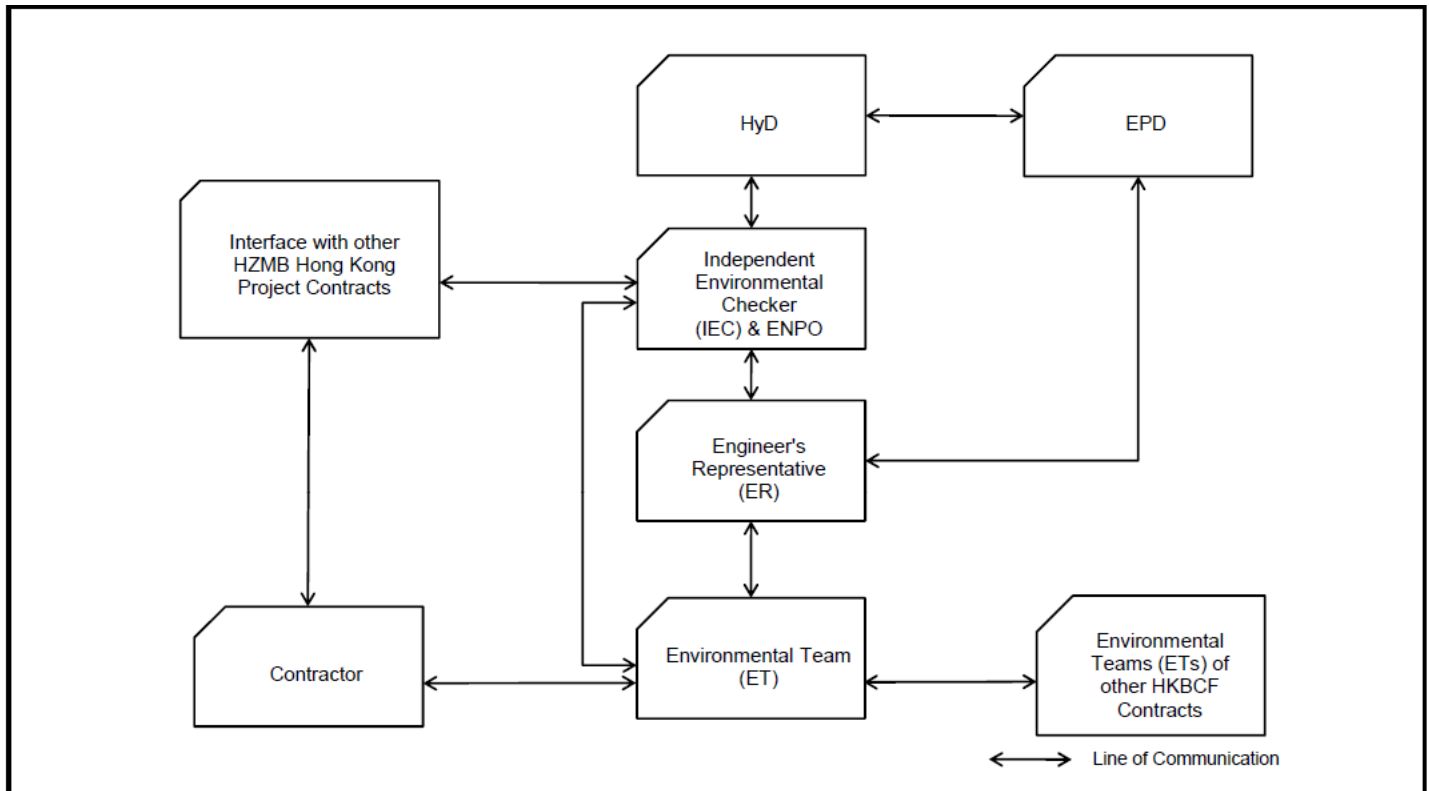 HyD
EPD
Interface with other
HZMB Hong Kong
Project Contracts
Independent
Environmental
Checker
(IEC) & ENPO
Engineer's
Representative
(ER)
Contractor
Environmental Team
(ET)
Environmental
Teams (ETs) of
other HKBCF
Contracts
Line of Communication